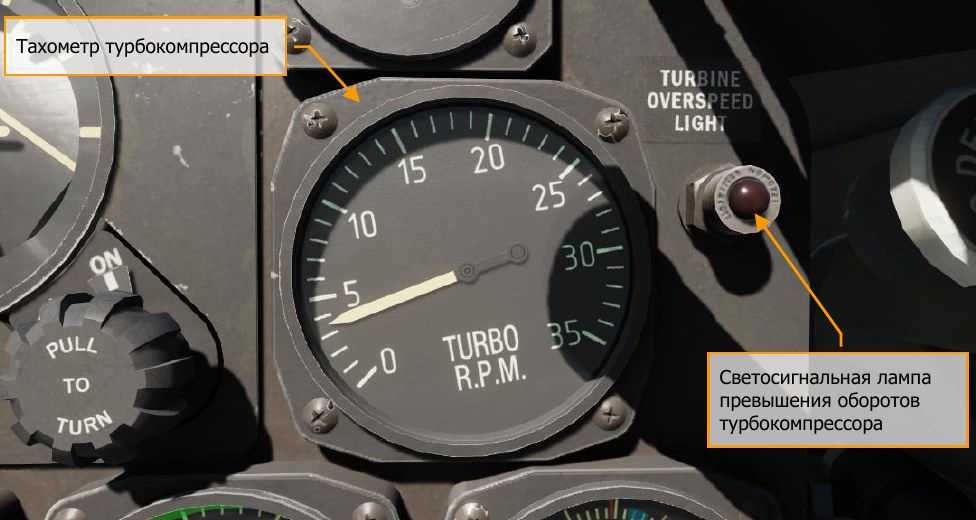 Тахометр турбокомпрессора
TURBINE
OVERSPEED
LIGHT
20
15
25
10
30
5
35
0
TURBO
R.P.M.
ON
PULL
TO
TURN
Светосигнальная лампа
превышения оборотов
турбокомпрессора